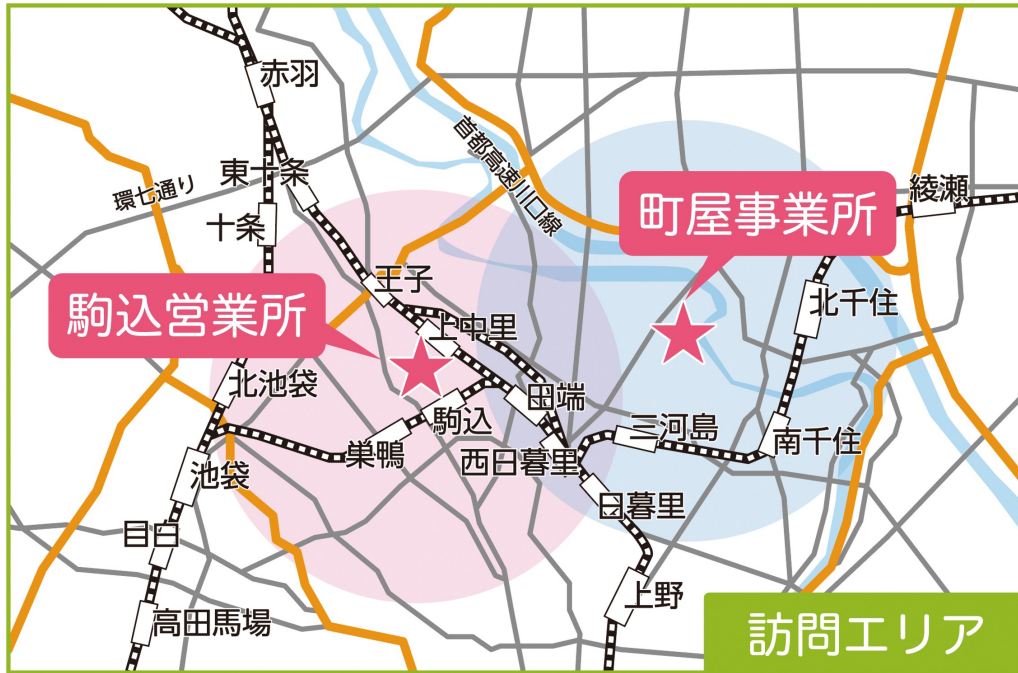 赤羽
首都高速川口線
東十条
環七通り
町屋事業所
綾瀬
十条
王子
駒込営業所
上中里
北千住
北池袋
駒込
田端
巣鴨
三河島
南千住
西日暮里
池袋
日暮里
目白
上野
高田馬場
訪問エリア